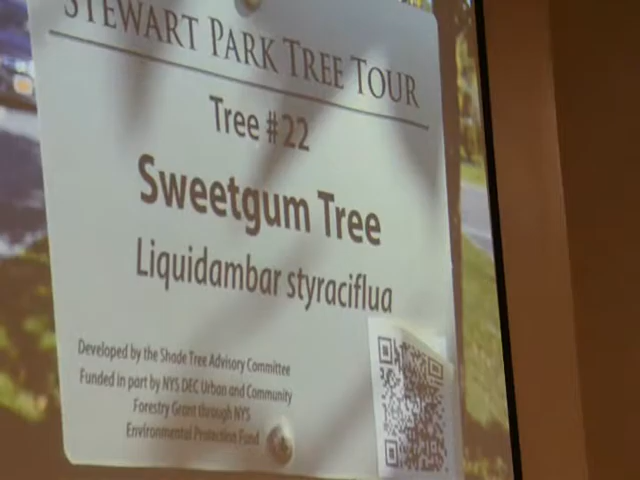 STEWART PARK TREE TOUR
Tree #22
Sweetgum Tree
Liquidambar styraciflua
Developed by the Shade Tree Advisory Committee
Funded in part by NYS DEC Urban and Community
Forestry Grant through NYS
Environmental Protection Fund